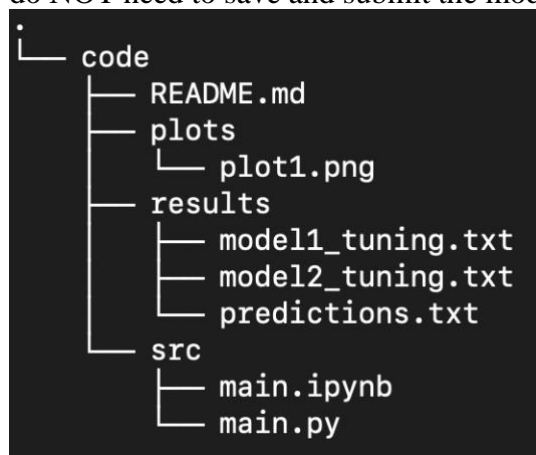 do NOT need to save and submit the mod
.
└── code
    ├── README.md
    ├── plots
    │   └── plot1.png
    ├── results
    │   ├── model1_tuning.txt
    │   ├── model2_tuning.txt
    │   └── predictions.txt
    └── src
        ├── main.ipynb
        └── main.py